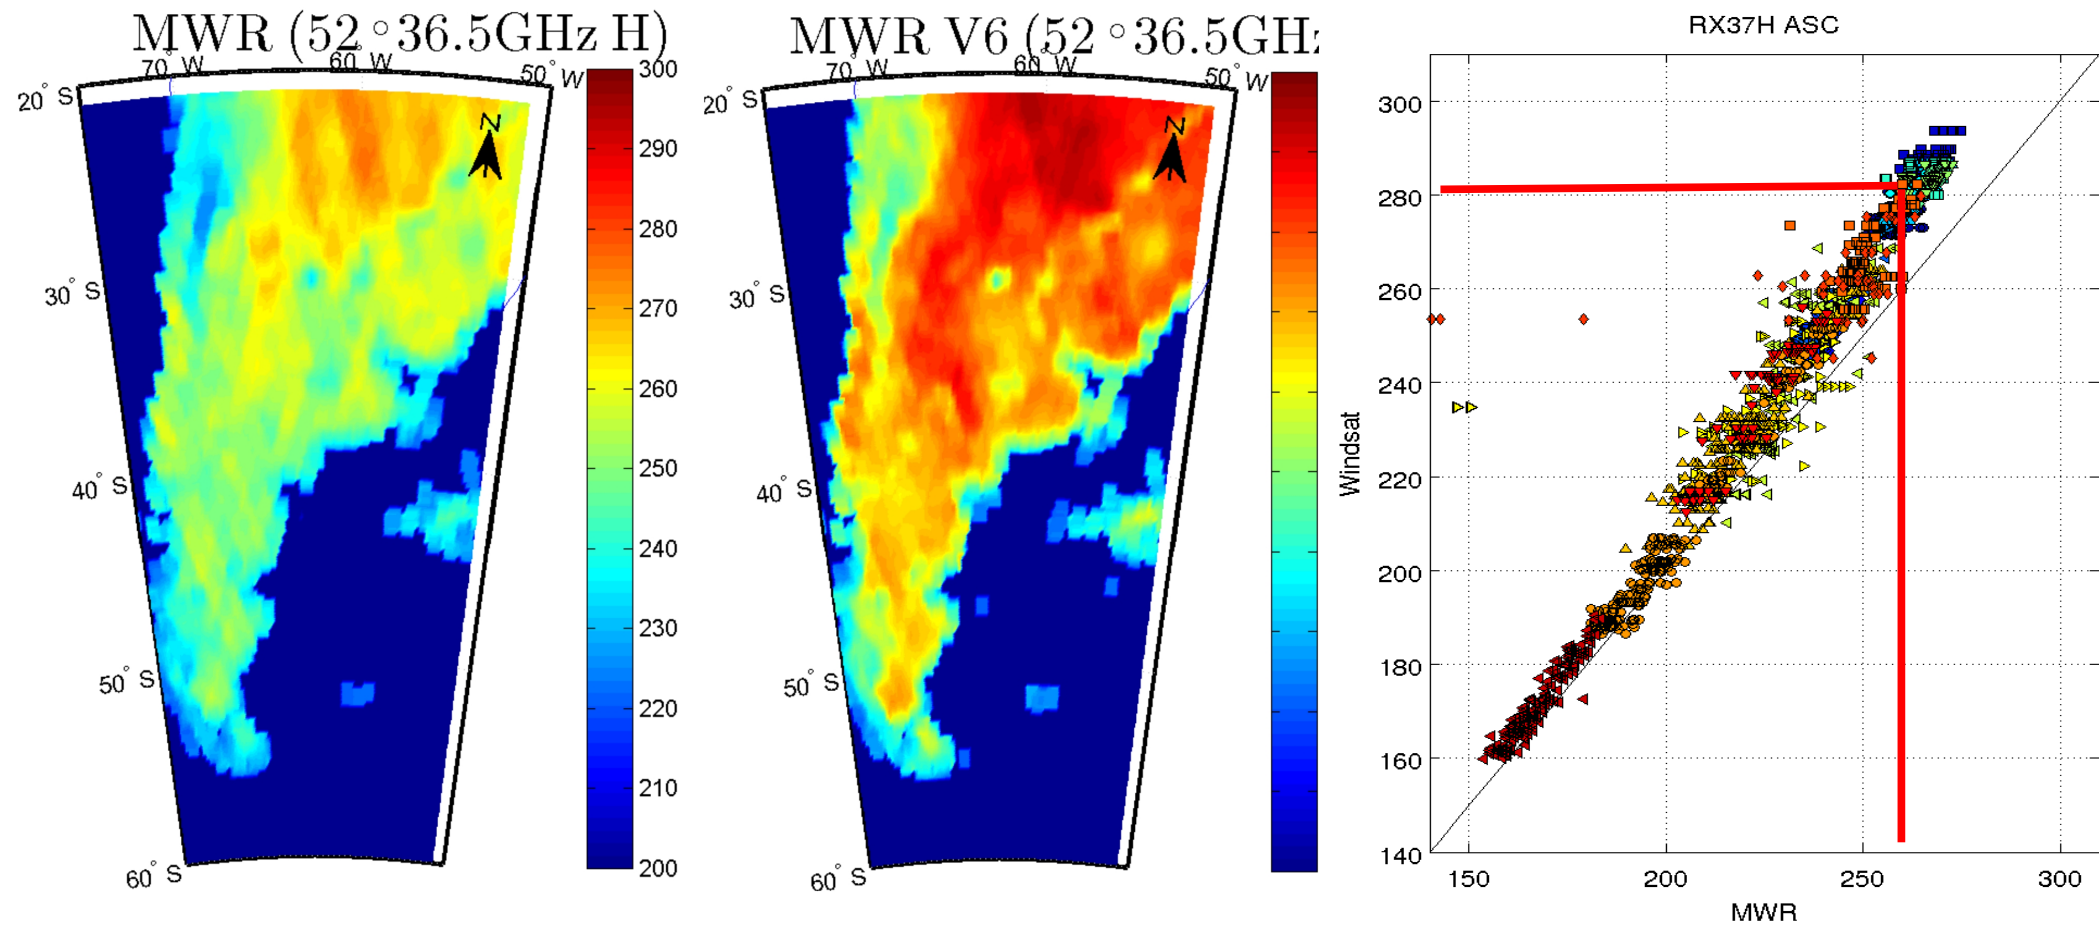 MWR (52°36.5GHz H)
70° W
60° W
50° W
20° S
30° S
40° S
50° S
60° S
N
300
290
280
270
260
250
240
230
220
210
200
MWR V6 (52°36.5GHz
70° W
60° W
50° W
20° S
30° S
40° S
50° S
60° S
N
RX37H ASC
Windsat
300
280
260
240
220
200
180
160
140
150
200
250
300
MWR